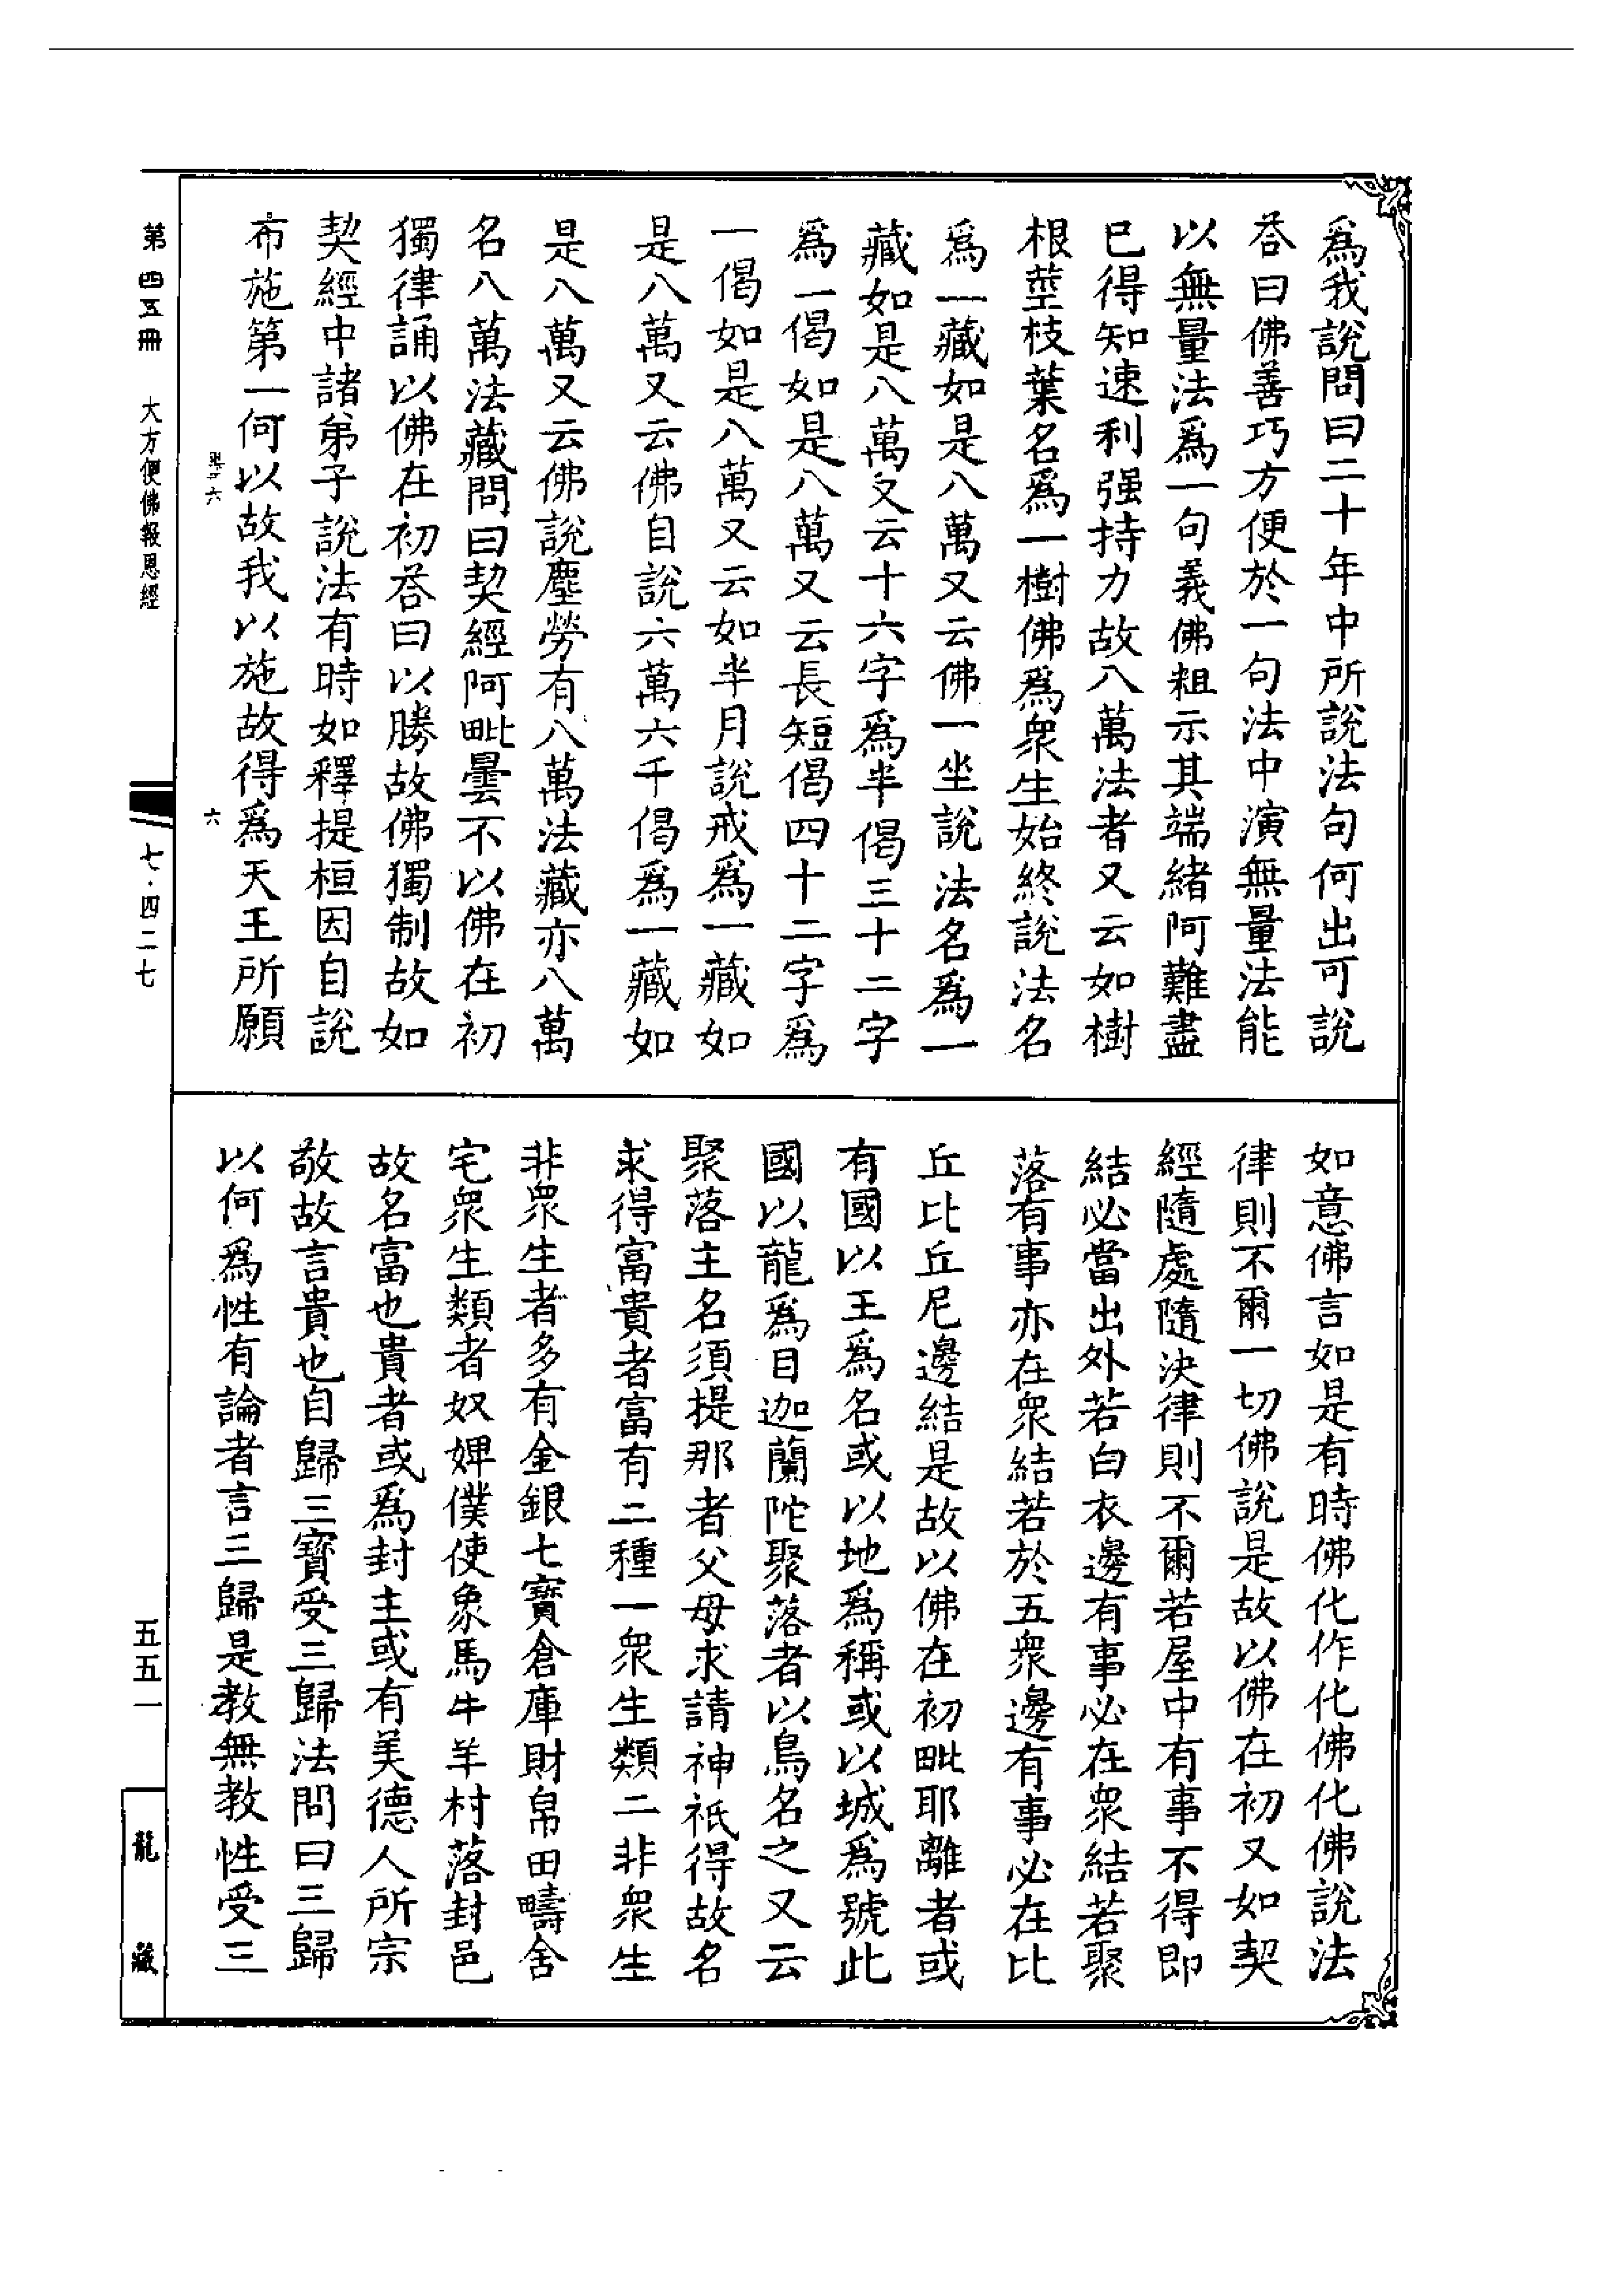 爲我說問曰二十年中所說法句何出可說
荅曰佛善巧方便於一句法中演無量法能
以無量法爲一句義佛粗示其端緒阿難盡
已得知速利强持力故八萬法者又云如樹
根莖枝葉名爲一樹佛爲衆生始終說法名
爲一藏如是八萬又云佛一坐說法名爲一
藏如是八萬又云十六字爲半偈三十二字
爲一偈如是八萬又云長短偈四十二字爲
一偈如是八萬又云如半月說戒爲一藏如
是八萬又云佛自說六萬六千偈爲一藏如
是八萬又云佛說塵勞有八萬法藏亦八萬
名八萬法藏問曰契經阿毗曇不以佛在初
獨律誦以佛在初荅曰以勝故佛獨制故如
契經中諸弟子說法有時如釋提桓因自說
布施第一何以故我以施故得爲天王所願
六
如意佛言如是有時佛化作化佛化佛說法
律則不爾一切佛說是故以佛在初又如契
經隨處隨決律則不爾若屋中有事不得即
結必當出外若白衣邊有事必在衆結若聚
落有事亦在衆結若於五衆邊有事必在比
丘比丘尼邊結是故以佛在初毗耶離者或
有國以王爲名或以地爲稱或以城爲號此
國以龍爲目迦蘭陀聚落者以鳥名之又云
聚落主名須提那者父母求請神祇得故名
求得富貴者富有二種一衆生類二非衆生
非衆生者多有金銀七寶倉庫財帛田疇舍
宅衆生類者奴婢僕使象馬牛羊村落封邑
故名富也貴者或爲封主或有美德人所宗
敬故言貴也自歸三寶受三歸法問曰三歸
以何爲性有論者言三歸是教無教性受三
第四五冊 大方便佛報恩經
七·四二七
五五一
龍藏